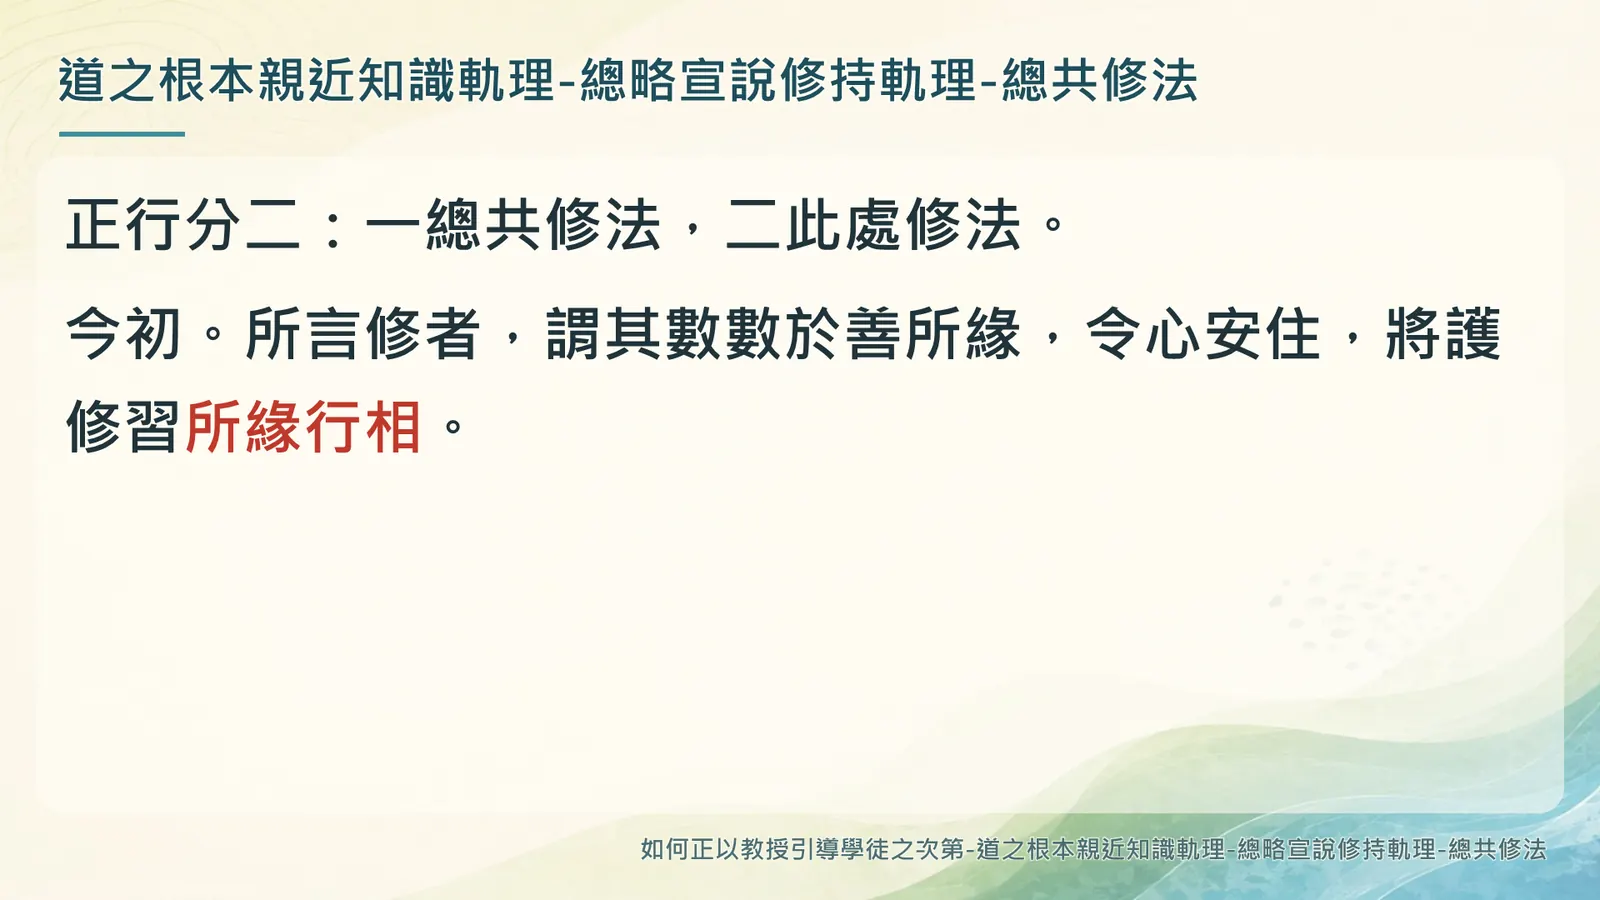 道之根本親近知識軌理-總略宣說修持軌理-總共修法
正行分二：一總共修法，二此處修法。
今初。所言修者，謂其數數於善所緣，令心安住，將護
修習所緣行相。
如何正以教授引導學徒之次第-道之根本親近知識軌理-總略宣說修持軌理-總共修法